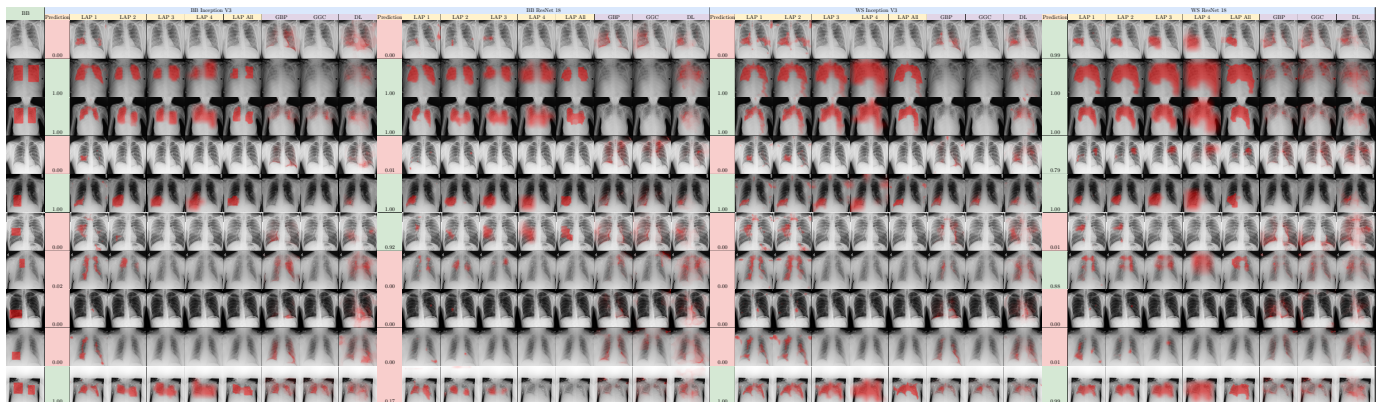 BB Inception V3 BB ResNet 18 WS Inception V3 WS ResNet 18
BB Prediction LAP 1 LAP 2 LAP 3 LAP 4 LAP All GBP GGC DL Prediction LAP 1 LAP 2 LAP 3 LAP 4 LAP All GBP GGC DL Prediction LAP 1 LAP 2 LAP 3 LAP 4 LAP All GBP GGC DL Prediction LAP 1 LAP 2 LAP 3 LAP 4 LAP All GBP GGC DL
0.00 0.00 0.00 0.99
1.00 1.00 1.00 1.00
1.00 1.00 1.00 1.00
0.00 0.01 0.00 0.70
1.00 1.00 1.00 1.00
0.00 0.92 0.00 0.01
0.02 0.00 0.00
0.00 0.00 0.00 0.00
0.00 0.00 0.00 0.01
1.00 0.17 1.00 0.99